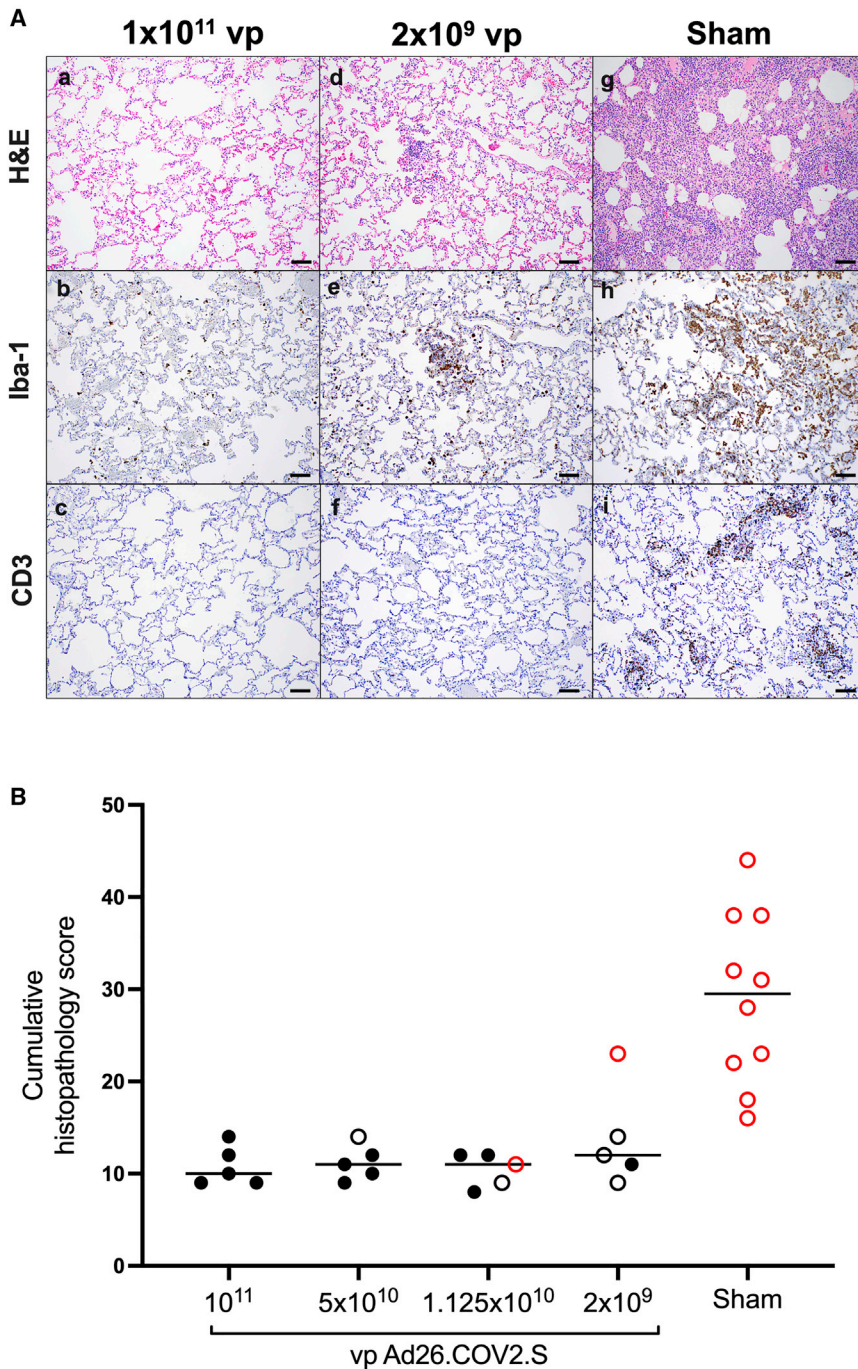 A
1x10¹¹ vp 2x10⁹ vp Sham
H&E
a d g
Iba-1
b e h
CD3
c f i
B
Cumulative
histopathology score
50
40
30
20
10
0
10¹¹ 5x10¹⁰ 1.125x10¹⁰ 2x10⁹ Sham
vp Ad26.COV2.S